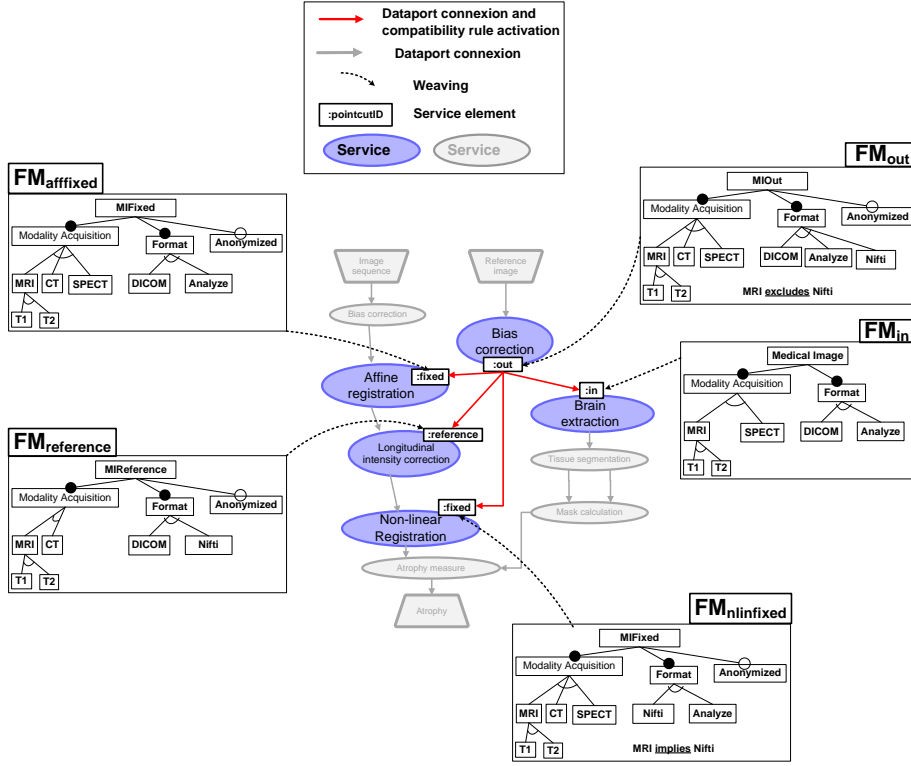 Dataport connexion and
compatibility rule activation
Dataport connexion
Weaving
:pointcutID
Service element
Service
Service
FMafffixed
MIFixed
Modality Acquisition
Format
Anonymized
MRI
CT
SPECT
DICOM
Analyze
T1
T2
FMout
MIOut
Modality Acquisition
Format
Anonymized
MRI
CT
SPECT
DICOM
Analyze
Nifti
T1
T2
MRI excludes Nifti
Image
sequence
Reference
image
Bias correction
Bias
correction
:out
:fixed
Affine
registration
:in
Brain
extraction
:reference
Longitudinal
intensity correction
Tissue segmentation
:fixed
Non-linear
Registration
Mask calculation
Atrophy measure
Atrophy
FMin
Medical Image
Modality Acquisition
Format
MRI
SPECT
DICOM
Analyze
T1
T2
FMreference
MIReference
Modality Acquisition
Format
Anonymized
MRI
CT
DICOM
Nifti
T1
T2
FMnlinfixed
MIFixed
Modality Acquisition
Format
Anonymized
MRI
CT
SPECT
Nifti
Analyze
T1
T2
MRI implies Nifti